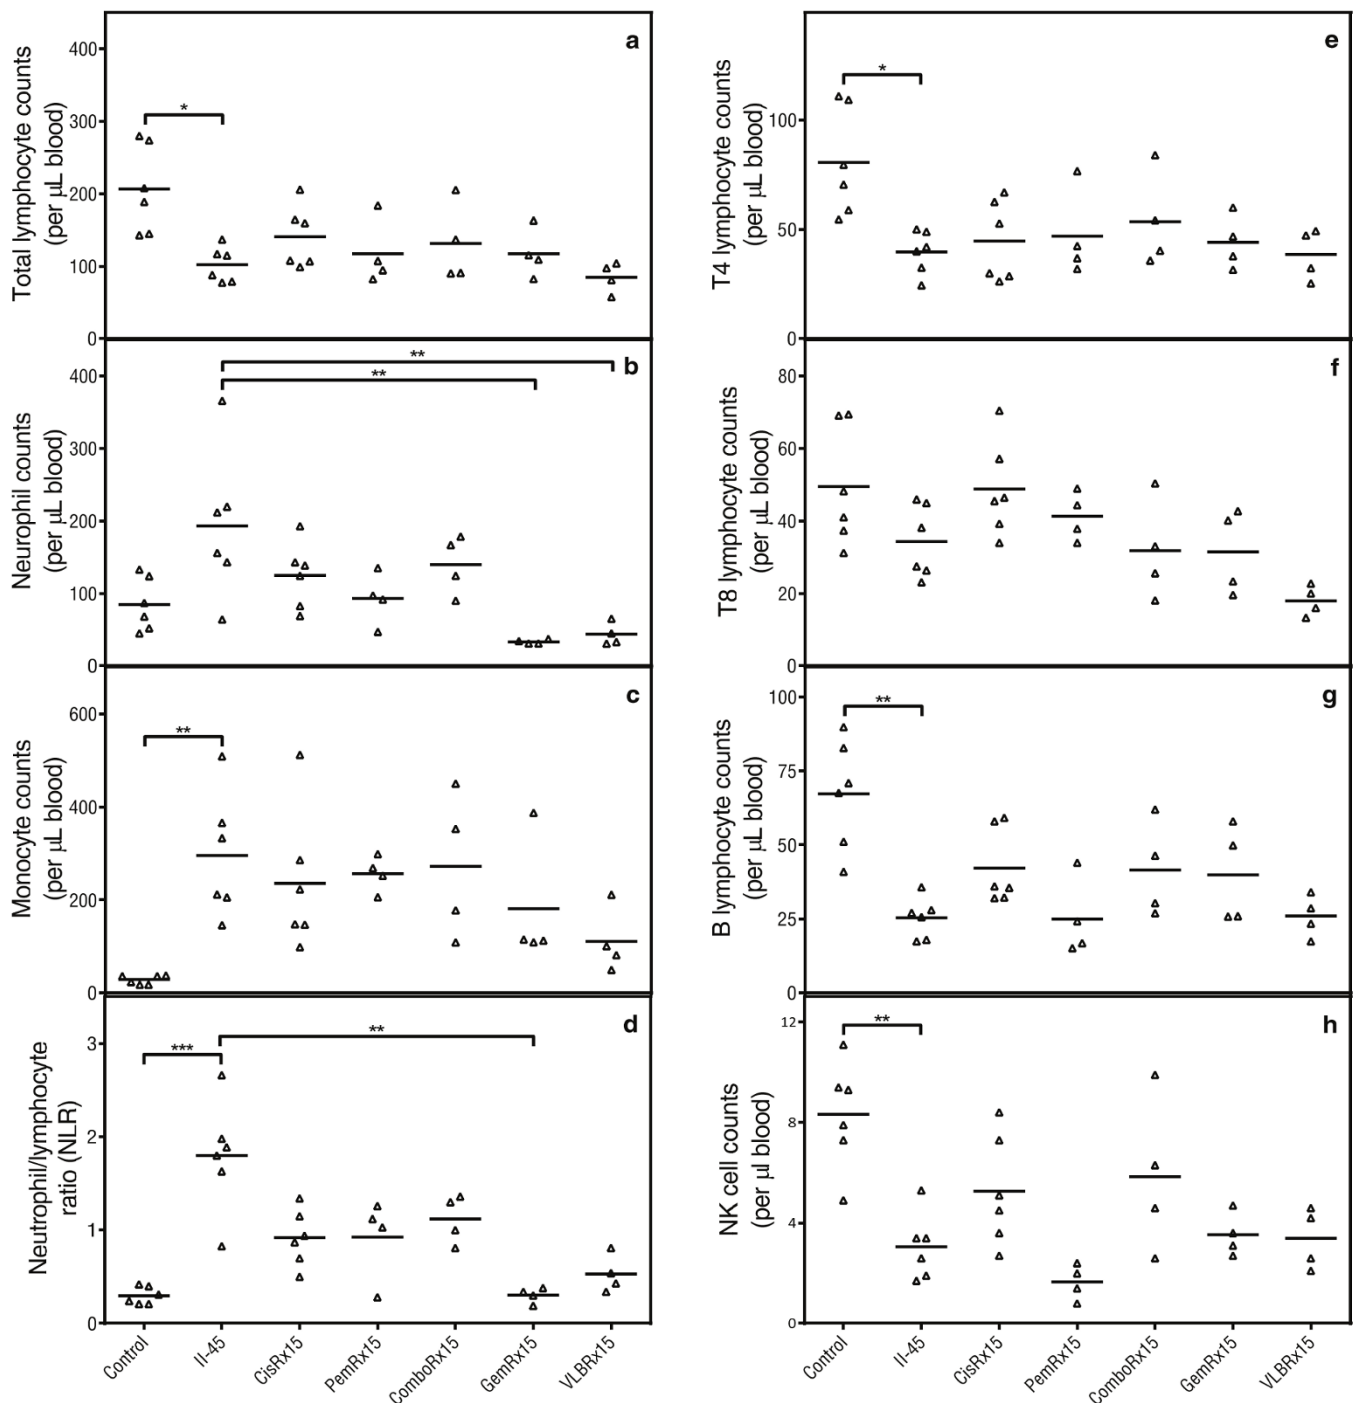 a
Total lymphocyte counts
(per µL blood)
400
300
200
100
0
*
b
Neurophil counts
(per µL blood)
400
300
200
100
0
**
**
c
Monocyte counts
(per µL blood)
600
400
200
0
**
d
Neutrophil/lymphocyte
ratio (NLR)
3
2
1
0
***
**
Control
II-45
CisRx15
PemRx15
ComboRx15
GemRx15
VLBRx15
e
T4 lymphocyte counts
(per µL blood)
100
50
0
*
f
T8 lymphocyte counts
(per µL blood)
80
60
40
20
0
g
B lymphocyte counts
(per µL blood)
100
75
50
25
0
**
h
NK cell counts
(per µl blood)
12
8
4
0
**
Control
II-45
CisRx15
PemRx15
ComboRx15
GemRx15
VLBRx15